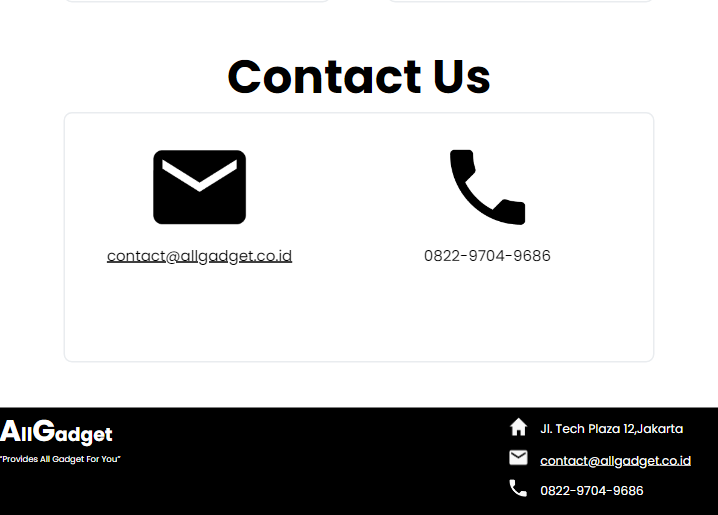 Contact Us
contact@allgadget.co.id
0822-9704-9686
AllGadget
"Provides All Gadget For You"
Jl. Tech Plaza 12,Jakarta
contact@allgadget.co.id
0822-9704-9686